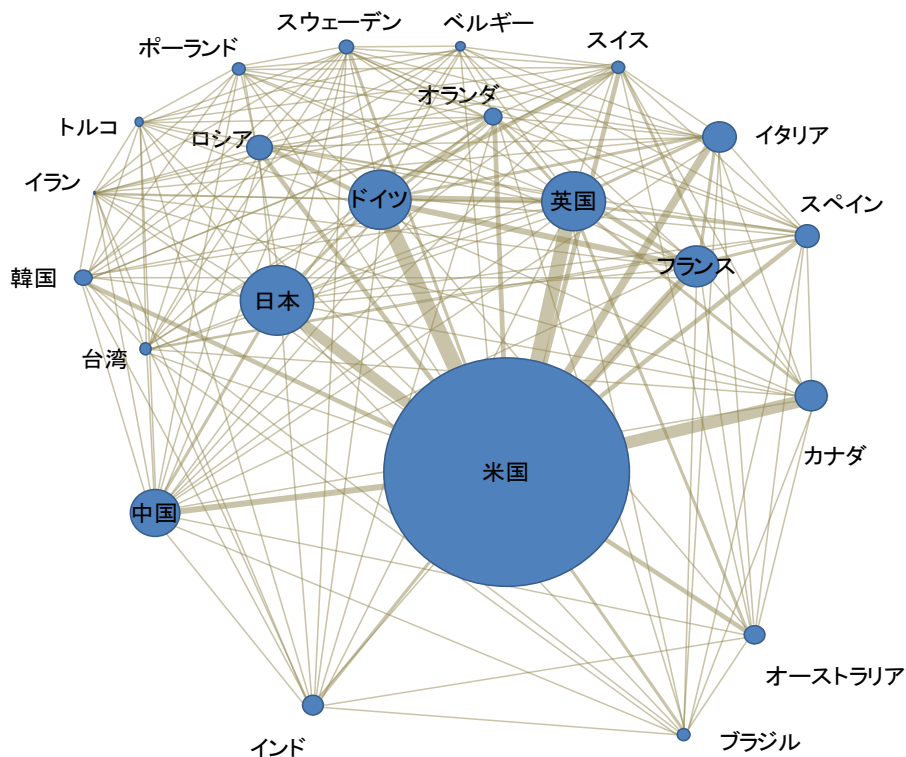 スウェーデン
ベルギー
スイス
ポーランド
オランダ
トルコ
ロシア
イタリア
イラン
ドイツ
英国
スペイン
韓国
フランス
日本
台湾
カナダ
米国
中国
オーストラリア
インド
ブラジル